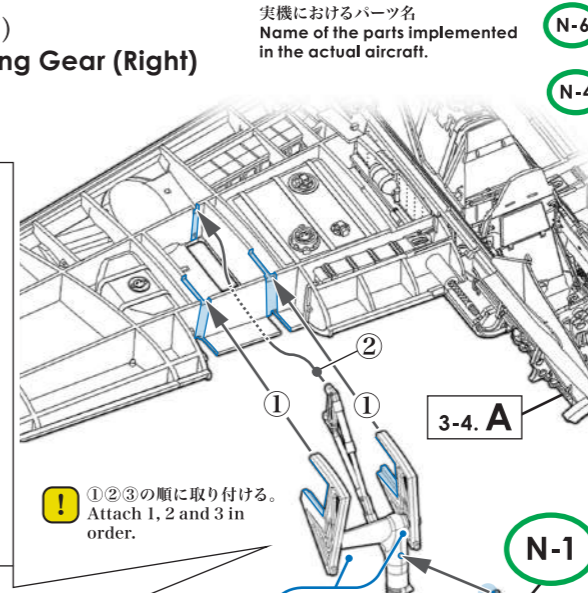 )
ng Gear (Right)
実機におけるパーツ名
Name of the parts implemented
in the actual aircraft.
N-6
N-4
②
①
①
3-4. A
! ①②③の順に取り付ける。
Attach 1, 2 and 3 in
order.
N-1